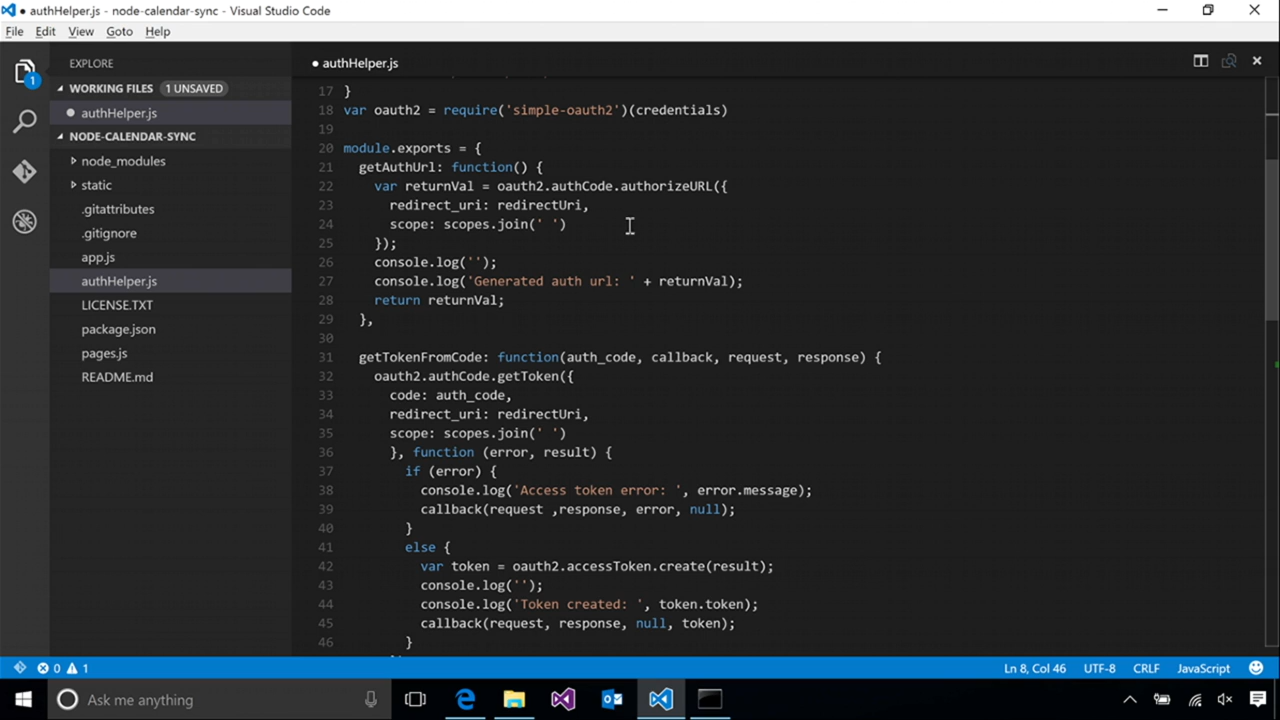 ● authHelper.js - node-calendar-sync - Visual Studio Code
File Edit View Goto Help
EXPLORE
WORKING FILES 1 UNSAVED
authHelper.js
NODE-CALENDAR-SYNC
node_modules
static
.gitattributes
.gitignore
app.js
authHelper.js
LICENSE.TXT
package.json
pages.js
README.md
1
● authHelper.js
17 }
18 var oauth2 = require('simple-oauth2')(credentials)
19
20 module.exports = {
21 getAuthUrl: function() {
22 var returnVal = oauth2.authCode.authorizeURL({
23 redirect_uri: redirectUri,
24 scope: scopes.join(' ')
25 });
26 console.log('');
27 console.log('Generated auth url: ' + returnVal);
28 return returnVal;
29 },
30
31 getTokenFromCode: function(auth_code, callback, request, response) {
32 oauth2.authCode.getToken({
33 code: auth_code,
34 redirect_uri: redirectUri,
35 scope: scopes.join(' ')
36 }, function (error, result) {
37 if (error) {
38 console.log('Access token error: ', error.message);
39 callback(request ,response, error, null);
40 }
41 else {
42 var token = oauth2.accessToken.create(result);
43 console.log('');
44 console.log('Token created: ', token.token);
45 callback(request, response, null, token);
46 }
0 1 Ln 8, Col 46 UTF-8 CRLF JavaScript
Ask me anything